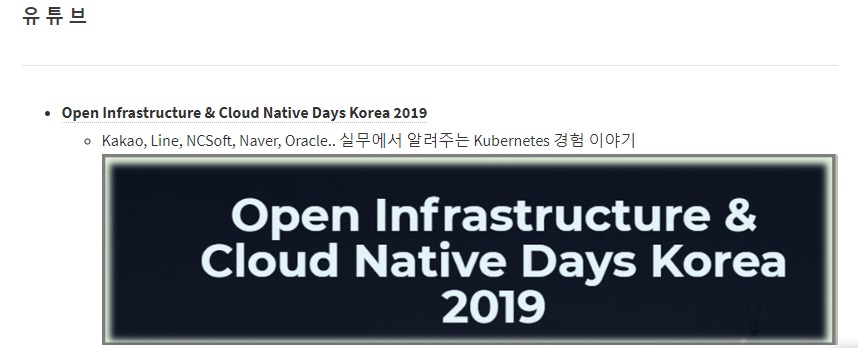 유 튜 브
Open Infrastructure & Cloud Native Days Korea 2019
Kakao, Line, NCSoft, Naver, Oracle.. 실무에서 알려주는 Kubernetes 경험 이야기
Open Infrastructure &
Cloud Native Days Korea
2019